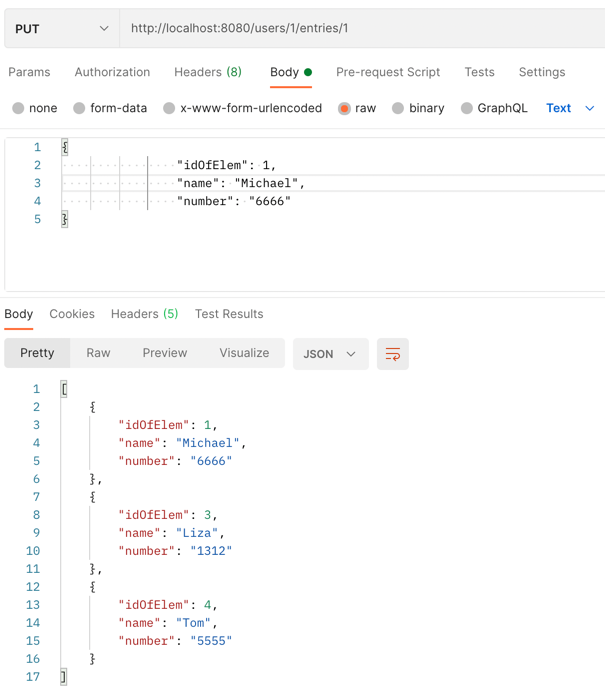 PUT http://localhost:8080/users/1/entries/1
Params Authorization Headers (8) Body Pre-request Script Tests Settings
none form-data x-www-form-urlencoded raw binary GraphQL Text
1 {
2 "idOfElem": 1,
3 "name": "Michael",
4 "number": "6666"
5 }
Body Cookies Headers (5) Test Results
Pretty Raw Preview Visualize JSON
1 [
2 {
3 "idOfElem": 1,
4 "name": "Michael",
5 "number": "6666"
6 },
7 {
8 "idOfElem": 3,
9 "name": "Liza",
10 "number": "1312"
11 },
12 {
13 "idOfElem": 4,
14 "name": "Tom",
15 "number": "5555"
16 }
17 ]